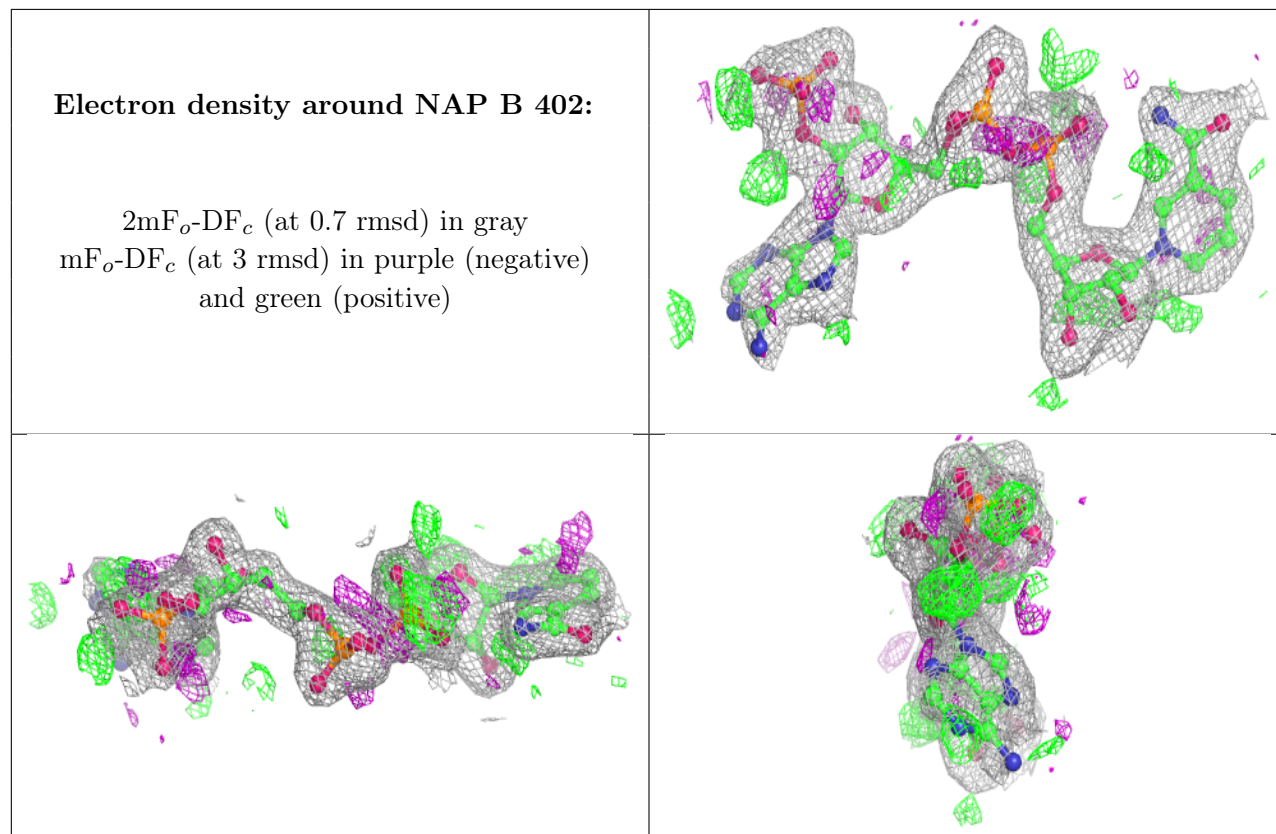 Electron density around NAP B 402:
2mFo-DFc (at 0.7 rmsd) in gray
mFo-DFc (at 3 rmsd) in purple (negative)
and green (positive)